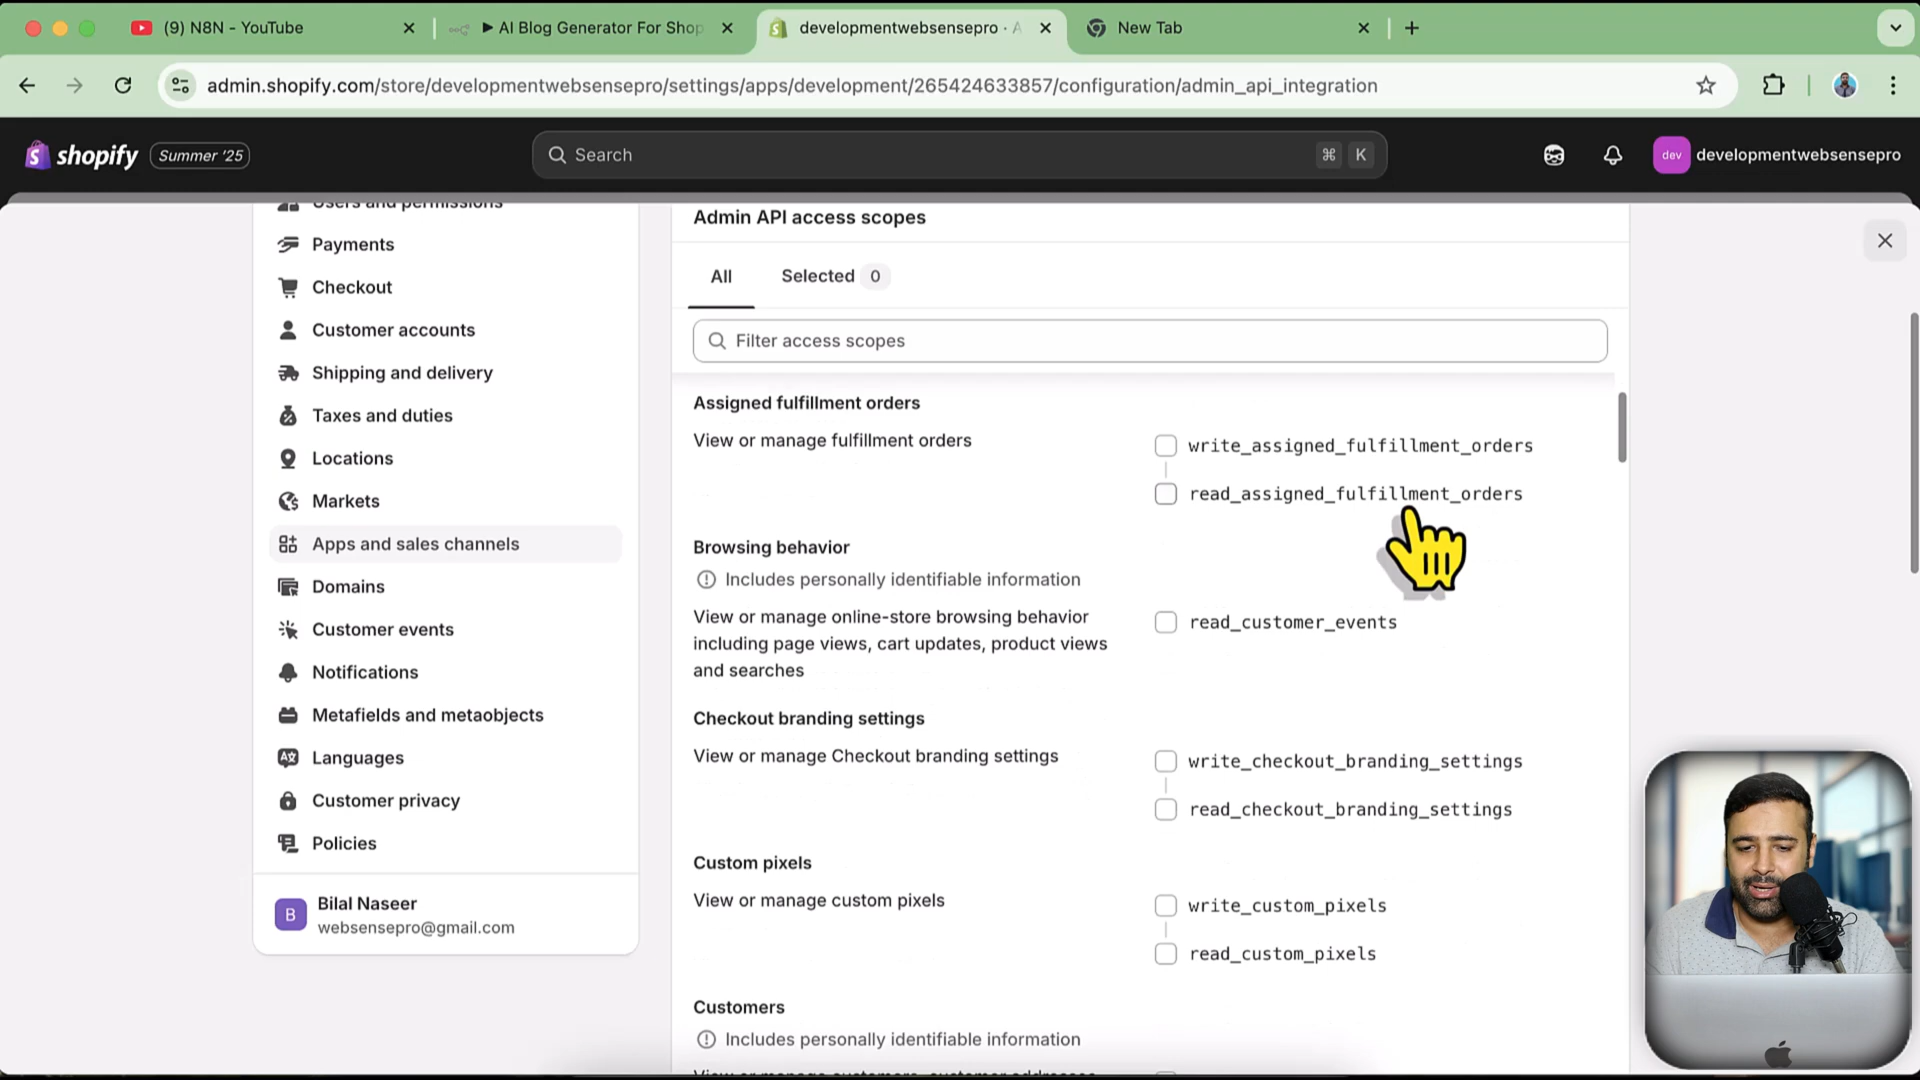 (9) N8N - YouTube
▶ AI Blog Generator For Shop
developmentwebsensepro · A
New Tab
admin.shopify.com/store/developmentwebsensepro/settings/apps/development/265424633857/configuration/admin_api_integration
shopify
Summer '25
Search
⌘ K
dev
developmentwebsensepro
Users and permissions
Payments
Checkout
Customer accounts
Shipping and delivery
Taxes and duties
Locations
Markets
Apps and sales channels
Domains
Customer events
Notifications
Metafields and metaobjects
Languages
Customer privacy
Policies
B
Bilal Naseer
websensepro@gmail.com
Admin API access scopes
All
Selected 0
Filter access scopes
Assigned fulfillment orders
View or manage fulfillment orders
write_assigned_fulfillment_orders
read_assigned_fulfillment_orders
Browsing behavior
Includes personally identifiable information
View or manage online-store browsing behavior
including page views, cart updates, product views
and searches
read_customer_events
Checkout branding settings
View or manage Checkout branding settings
write_checkout_branding_settings
read_checkout_branding_settings
Custom pixels
View or manage custom pixels
write_custom_pixels
read_custom_pixels
Customers
Includes personally identifiable information
View or manage customers, customer addresses